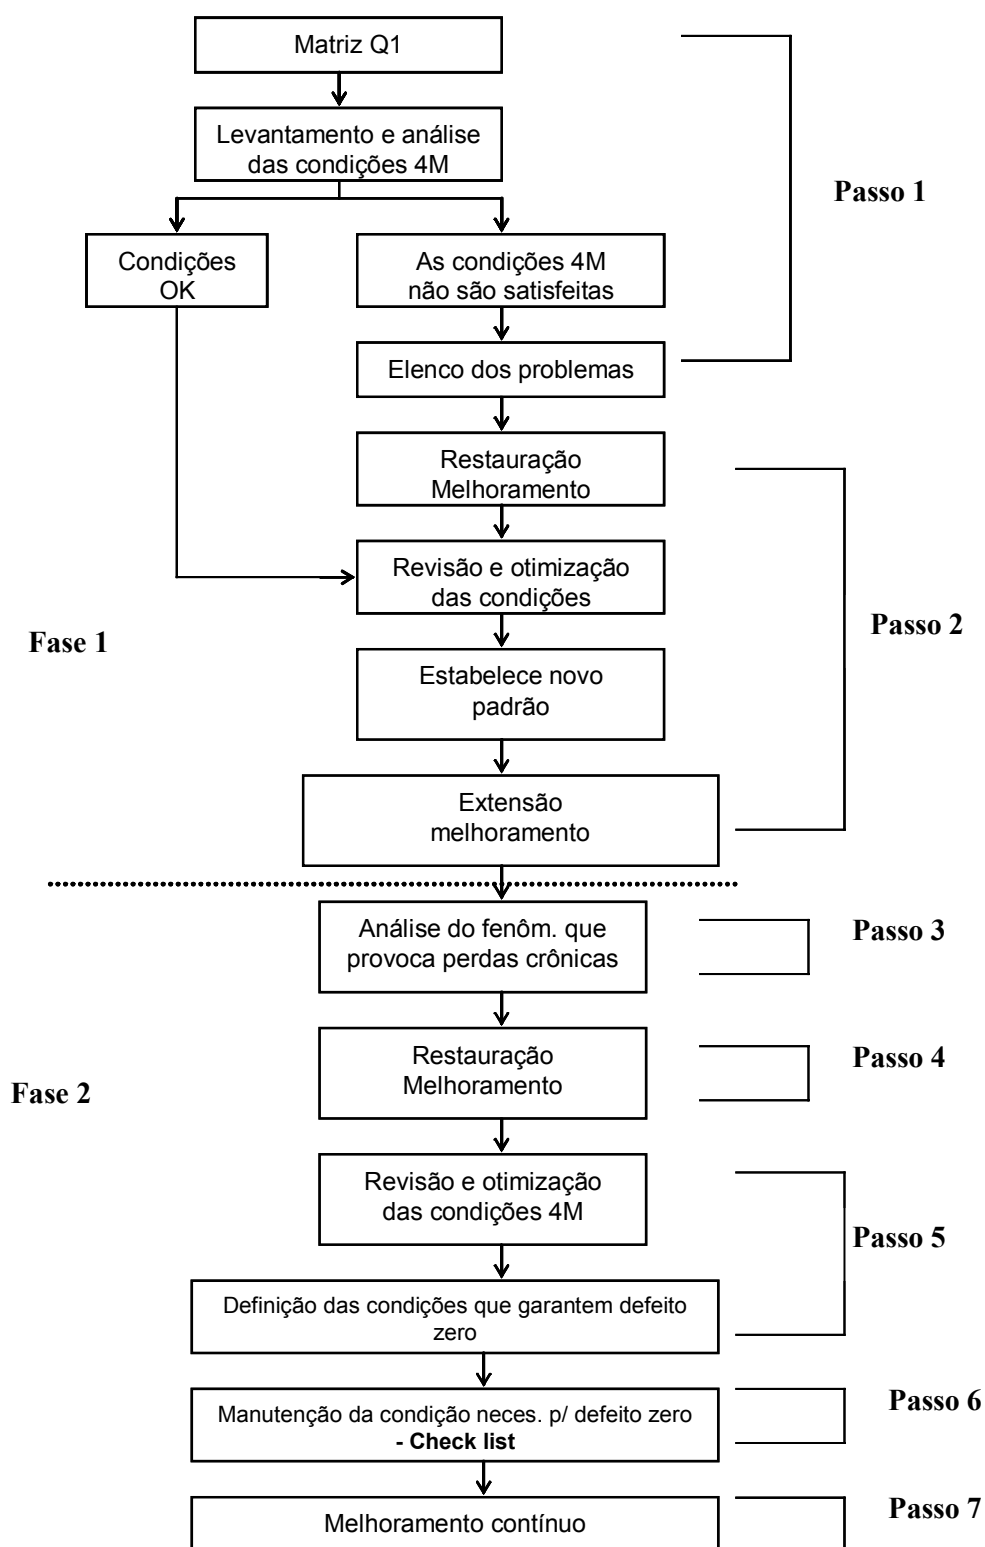 Matriz Q1
Levantamento e análise
das condições 4M
Passo 1
Condições
OK
As condições 4M
não são satisfeitas
Elenco dos problemas
Restauração
Melhoramento
Revisão e otimização
das condições
Passo 2
Fase 1
Estabelece novo
padrão
Extensão
melhoramento
Análise do fenôm. que
provoca perdas crônicas
Passo 3
Restauração
Melhoramento
Passo 4
Fase 2
Revisão e otimização
das condições 4M
Passo 5
Definição das condições que garantem defeito
zero
Manutenção da condição neces. p/ defeito zero
- Check list
Passo 6
Melhoramento contínuo
Passo 7